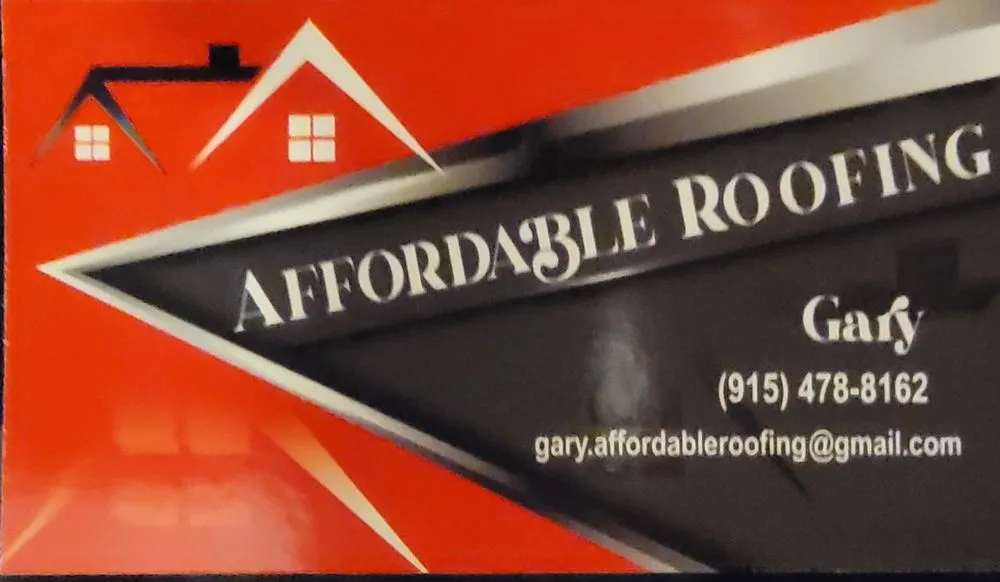 AFFORDABLE ROOFING
Gary
(915) 478-8162
gary.affordableroofing@gmail.com